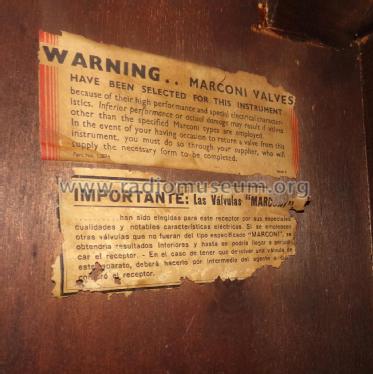 WARNING.. MARCONI VALVES
HAVE BEEN SELECTED FOR THIS INSTRUMENT
because of their high performance and special electrical character-
istics. Inferior performance or actual damage may result if valves
other than the specified Marconi types are employed.
In the event of your having occasion to return a valve from this
instrument, you must do so through your supplier, who will
supply the necessary form to be completed.
Part No.
www.radiomuseum.org
IMPORTANTE: Las Válvulas "MARCONI"
han sido elegidas para este receptor por sus especiales
cualidades y notables características eléctricas. Si se empleasen
otras válvulas que no fueran del tipo especificado "MARCONI", se
obtendría resultados inferiores y hasta se podría llegar a
car el receptor. - En el caso de tener que devolver una válvula de
este aparato, deberá hacerlo por intermedio del agente
el receptor.